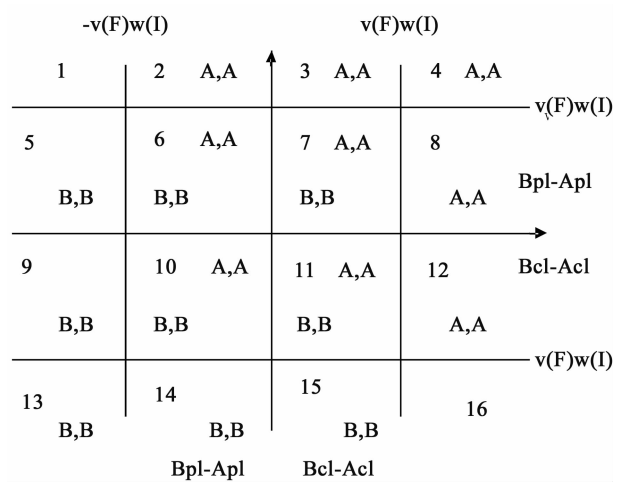 -v(F)w(I) v(F)w(I)
1 2 A,A 3 A,A 4 A,A
v(F)w(I)
5 6 A,A 7 A,A 8
Bpl-Apl
B,B B,B B,B A,A
9 10 A,A 11 A,A 12 Bcl-Acl
B,B B,B B,B A,A
v(F)w(I)
13 14 15 16
B,B B,B B,B
Bpl-Apl Bcl-Acl